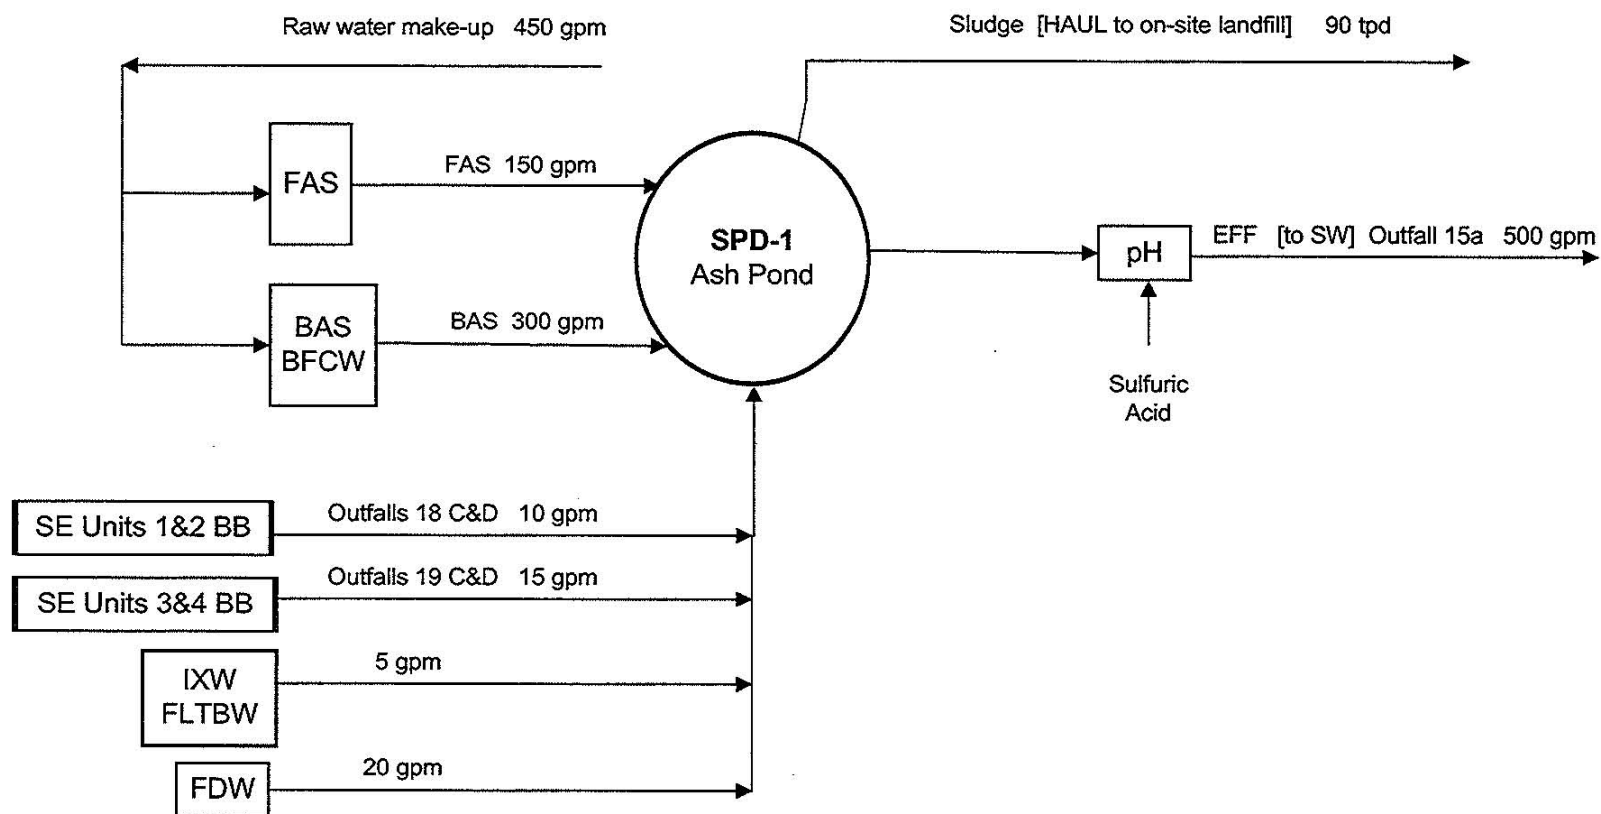 Raw water make-up 450 gpm
Sludge [HAUL to on-site landfill] 90 tpd
FAS
FAS 150 gpm
SPD-1
Ash Pond
pH
EFF [to SW] Outfall 15a 500 gpm
BAS
BFCW
BAS 300 gpm
Sulfuric
Acid
SE Units 1&2 BB
Outfalls 18 C&D 10 gpm
SE Units 3&4 BB
Outfalls 19 C&D 15 gpm
IXW
FLTBW
5 gpm
FDW
20 gpm